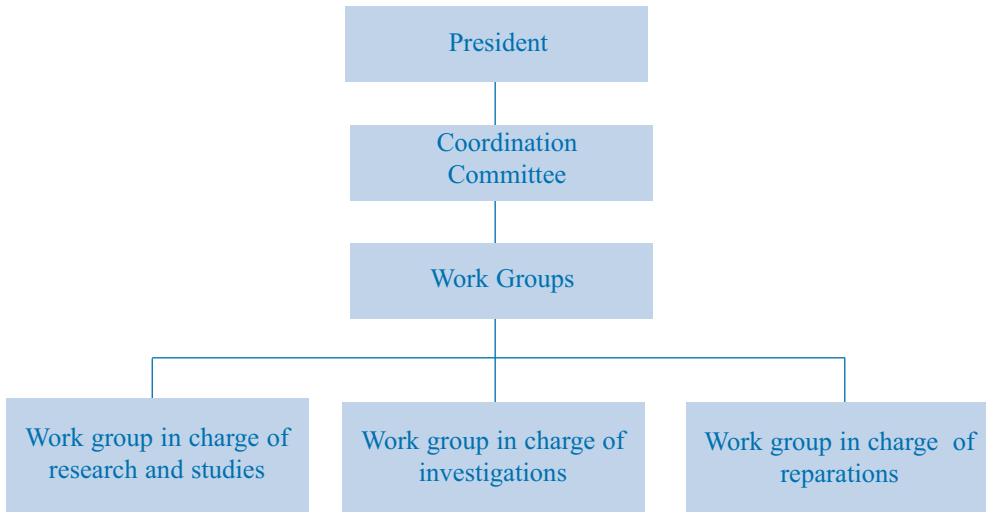 President
Coordination
Committee
Work Groups
Work group in charge of
research and studies
Work group in charge of
investigations
Work group in charge of
reparations